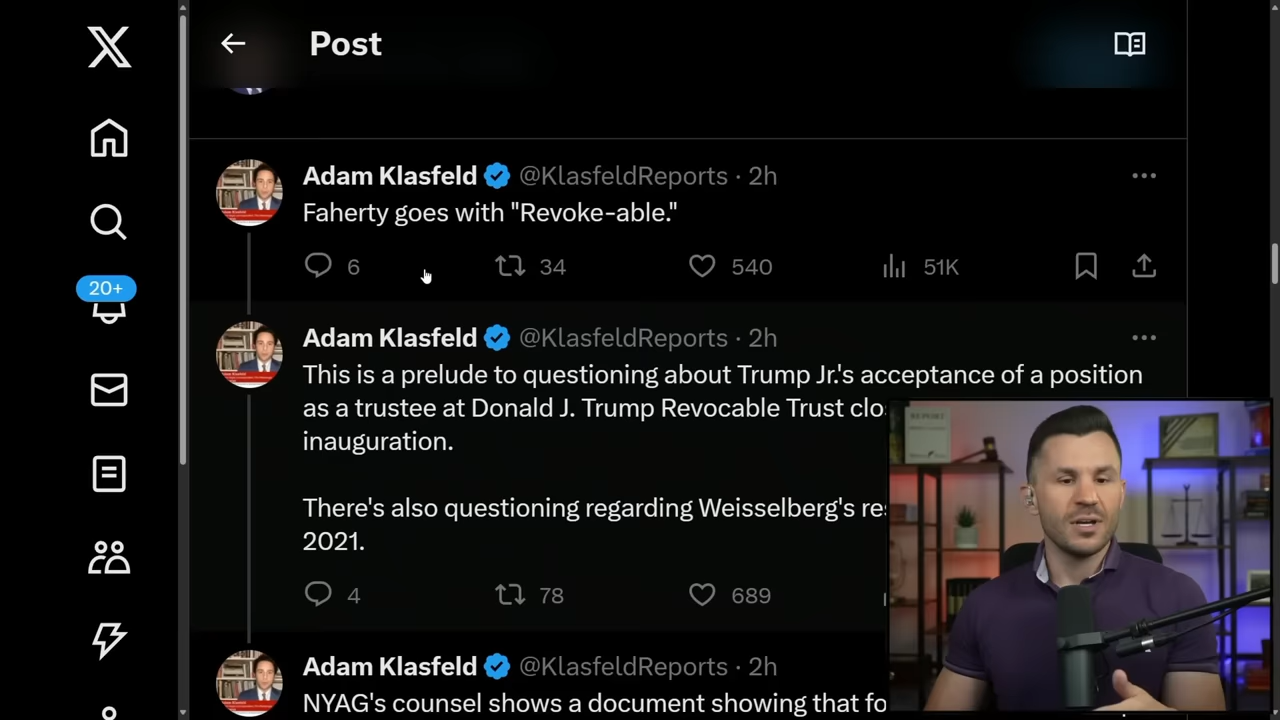 Post
20+
Adam Klasfeld @KlasfeldReports · 2h
Faherty goes with "Revoke-able."
6 34 540 51K
Adam Klasfeld @KlasfeldReports · 2h
This is a prelude to questioning about Trump Jr.'s acceptance of a position
as a trustee at Donald J. Trump Revocable Trust clo
inauguration.
There's also questioning regarding Weisselberg's re
2021.
4 78 689
Adam Klasfeld @KlasfeldReports · 2h
NYAG's counsel shows a document showing that fo